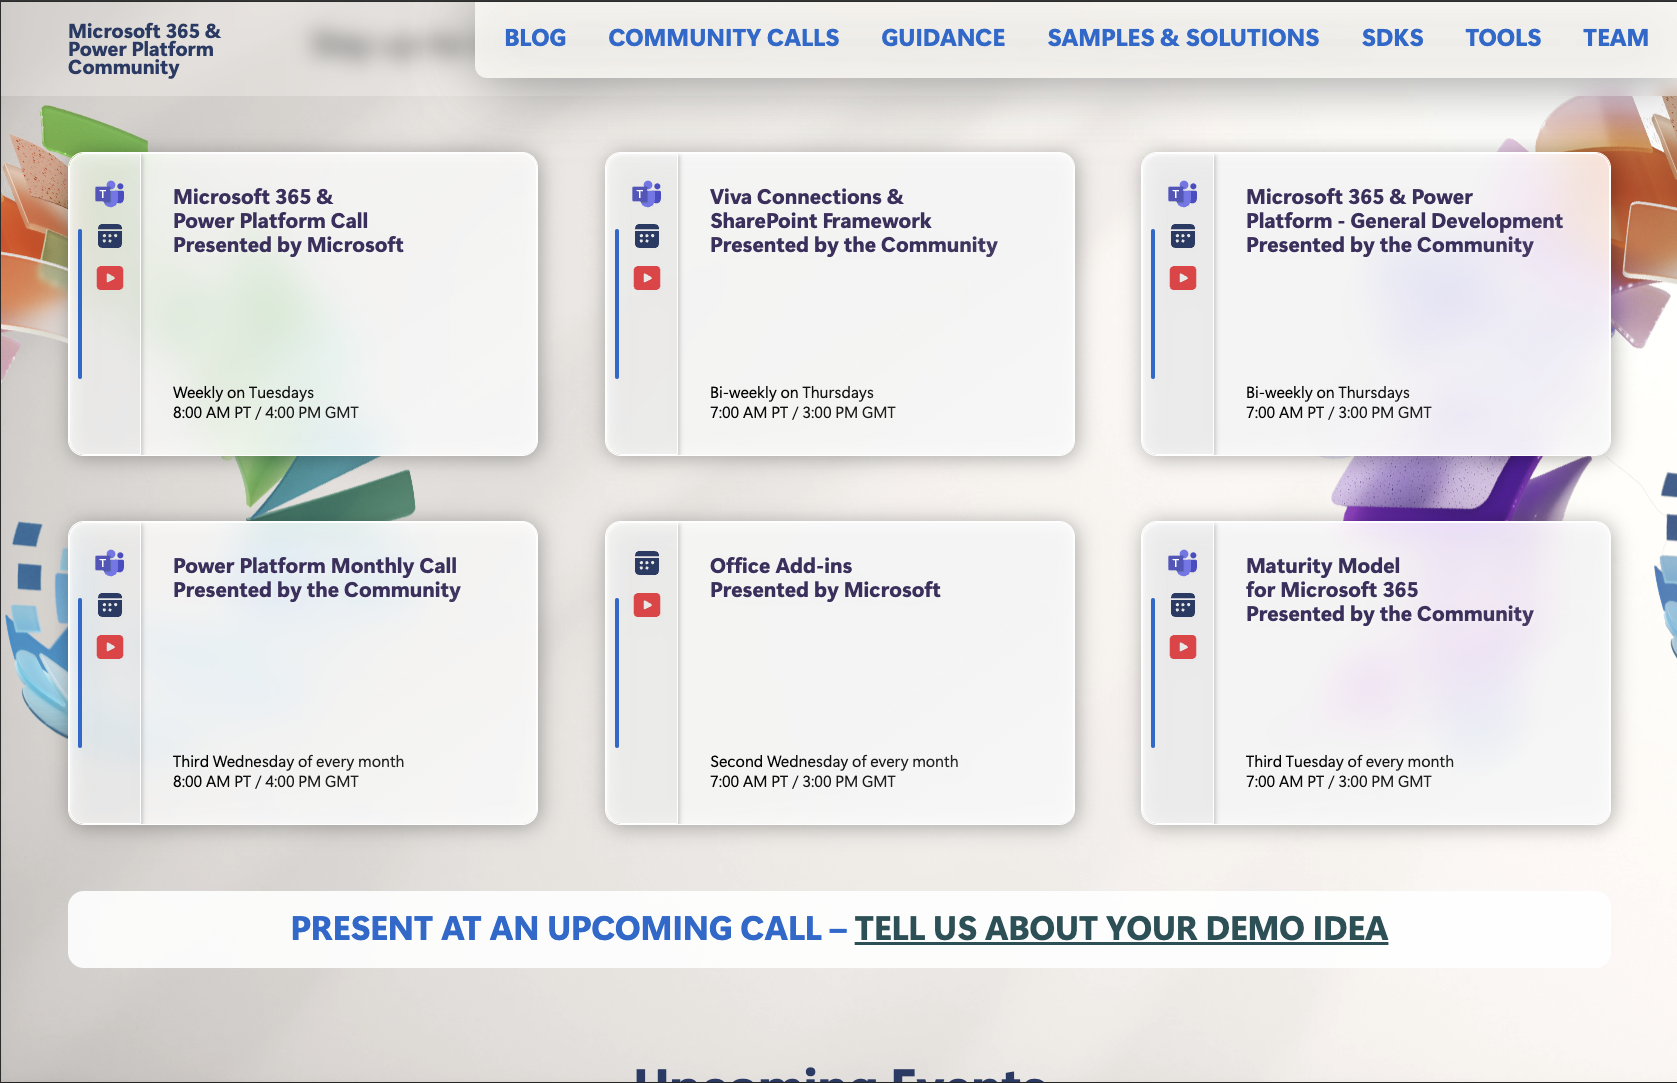 Microsoft 365 &
Power Platform
Community
BLOG COMMUNITY CALLS GUIDANCE SAMPLES & SOLUTIONS SDKS TOOLS TEAM
Microsoft 365 &
Power Platform Call
Presented by Microsoft
Weekly on Tuesdays
8:00 AM PT / 4:00 PM GMT
Viva Connections &
SharePoint Framework
Presented by the Community
Bi-weekly on Thursdays
7:00 AM PT / 3:00 PM GMT
Microsoft 365 & Power
Platform - General Development
Presented by the Community
Bi-weekly on Thursdays
7:00 AM PT / 3:00 PM GMT
Power Platform Monthly Call
Presented by the Community
Third Wednesday of every month
8:00 AM PT / 4:00 PM GMT
Office Add-ins
Presented by Microsoft
Second Wednesday of every month
7:00 AM PT / 3:00 PM GMT
Maturity Model
for Microsoft 365
Presented by the Community
Third Tuesday of every month
7:00 AM PT / 3:00 PM GMT
PRESENT AT AN UPCOMING CALL – TELL US ABOUT YOUR DEMO IDEA
Upcoming Events